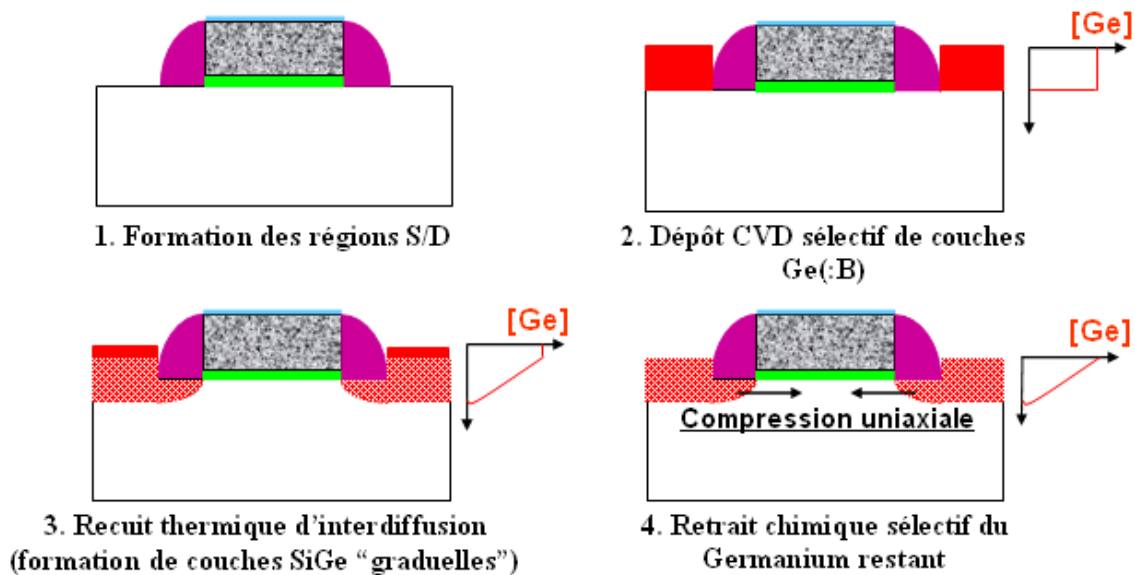 1. Formation des régions S/D
[Ge]
2. Dépôt CVD sélectif de couches
Ge(:B)
[Ge]
3. Recuit thermique d'interdiffusion
(formation de couches SiGe “graduelles”)
[Ge]
Compression uniaxiale
4. Retrait chimique sélectif du
Germanium restant